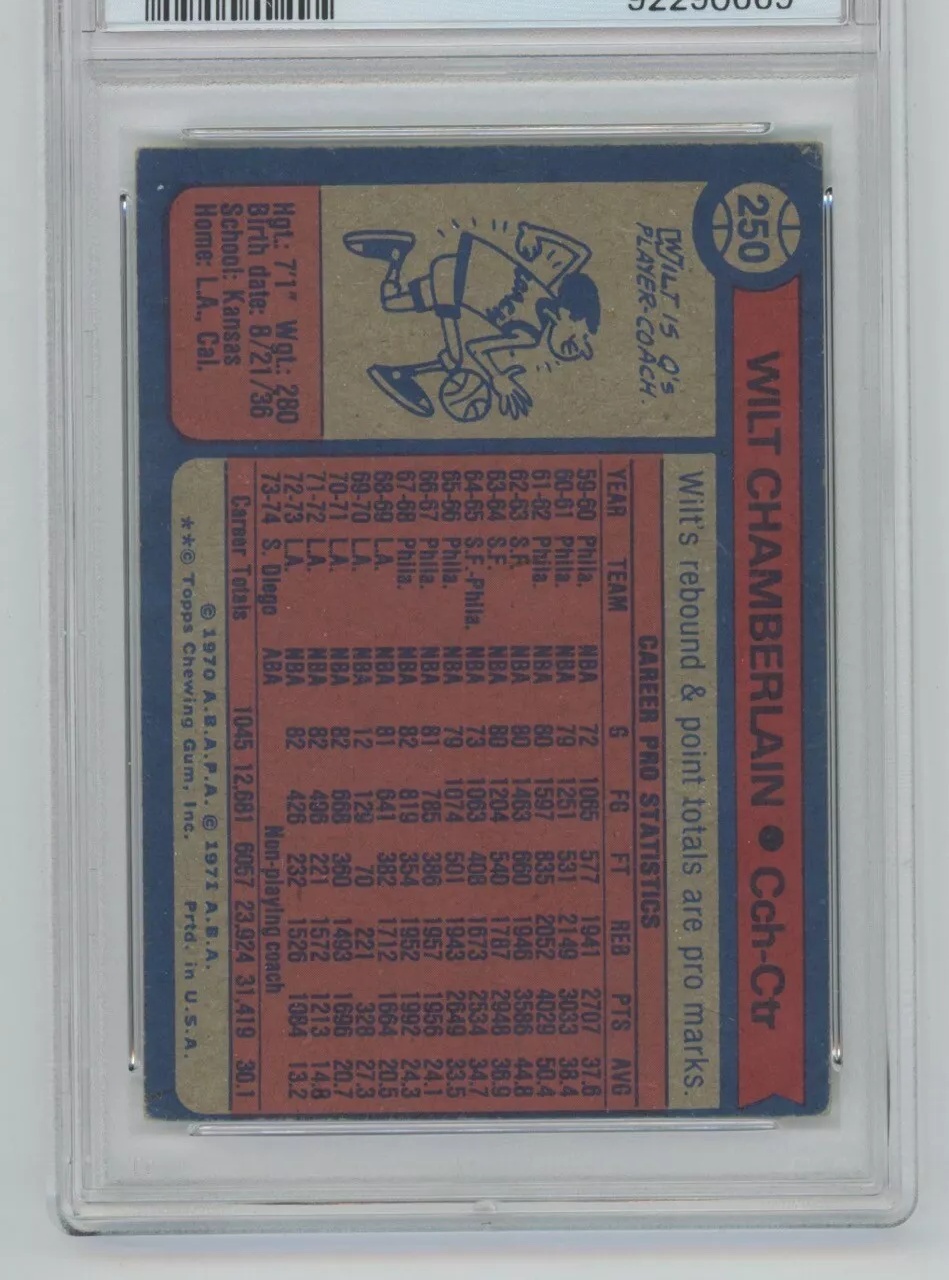 250
WILT CHAMBERLAIN ● Cch-Ctr
WILT IS Q'S
PLAYER-COACH.
Hgt.: 7'1" Wgt.: 280
Birth date: 8/21/36
School: Kansas
Home: L.A., Cal.
Wilt's rebound & point totals are pro marks.
CAREER PRO STATISTICS
YEAR TEAM G FG FT REB PTS AVG
59-60 Phila. NBA 72 1065 577 1941 2707 37.6
60-61 Phila. NBA 79 1251 531 2149 3033 38.4
61-62 Phila. NBA 80 1597 835 2052 4029 50.4
62-63 S.F. NBA 80 1463 660 1946 3586 44.8
63-64 S.F. NBA 80 1204 540 1787 2948 36.9
64-65 S.F.-Phila. NBA 73 1063 408 1673 2534 34.7
65-66 Phila. NBA 79 1074 501 1943 2649 33.5
66-67 Phila. NBA 81 785 386 1957 1956 24.1
67-68 Phila. NBA 82 819 354 1952 1992 24.3
68-69 L.A. NBA 81 641 382 1712 1664 20.5
69-70 L.A. NBA 12 129 70 221 328 27.3
70-71 L.A. NBA 82 668 360 1493 1696 20.7
71-72 L.A. NBA 82 496 221 1572 1213 14.8
72-73 L.A. NBA 82 426 232 1526 1084 13.2
73-74 S. Diego ABA Non-playing coach
Career Totals 1045 12,681 6057 23,924 31,419 30.1
© 1970 A.B.A.P.A. © 1971 A.B.A.
**© Topps Chewing Gum, Inc. Prtd. in U.S.A.